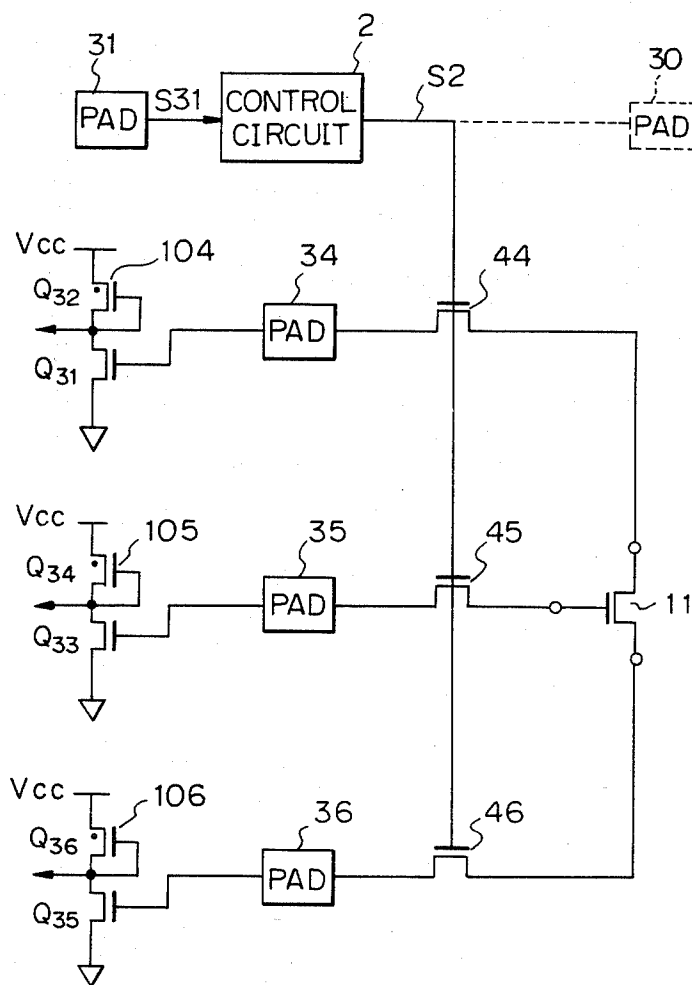 31
2
30
S31
S2
PAD
CONTROL
CIRCUIT
PAD
Vcc
104
34
44
Q32
PAD
Q31
Vcc
105
35
45
Q34
PAD
11
Q33
Vcc
106
36
46
Q36
PAD
Q35